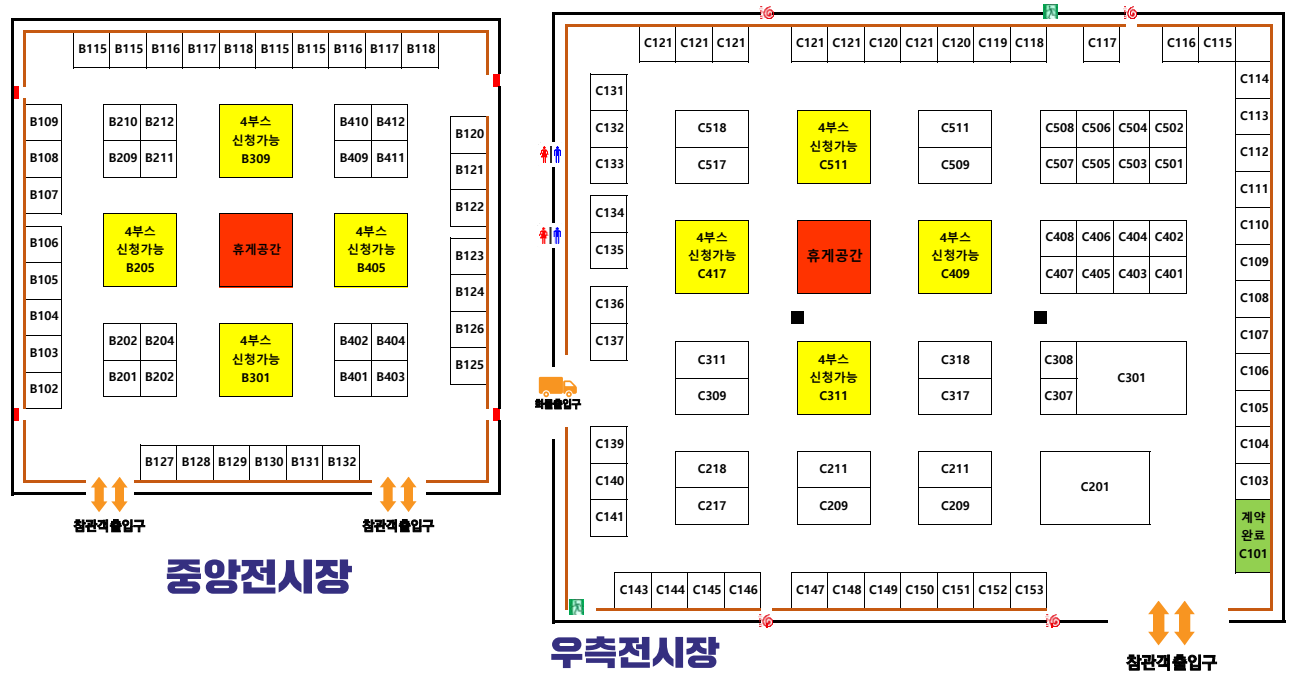 B115 B115 B116 B117 B118 B115 B115 B116 B117 B118
B109
B108
B107
B106
B105
B104
B103
B102
B210 B212
B209 B211
4부스
신청가능
B309
B410 B412
B409 B411
B120
B121
B122
B123
B124
B126
B125
4부스
신청가능
B205
휴게공간
4부스
신청가능
B405
B202 B204
B201 B202
4부스
신청가능
B301
B402 B404
B401 B403
B127 B128 B129 B130 B131 B132
참관객출입구
참관객출입구
중앙전시장
C121 C121 C121
C121 C121 C120 C121 C120 C119 C118
C117
C116 C115
C114
C113
C112
C111
C110
C109
C108
C107
C106
C105
C104
C103
계약
완료
C101
C131
C132
C133
C134
C135
C136
C137
화물출입구
C139
C140
C141
C518
C517
4부스
신청가능
C511
C511
C509
C508 C506 C504 C502
C507 C505 C503 C501
4부스
신청가능
C417
휴게공간
4부스
신청가능
C409
C408 C406 C404 C402
C407 C405 C403 C401
C311
C309
4부스
신청가능
C311
C318
C317
C308
C307
C301
C218
C217
C211
C209
C211
C209
C201
C143 C144 C145 C146
C147 C148 C149 C150 C151 C152 C153
참관객출입구
우측전시장